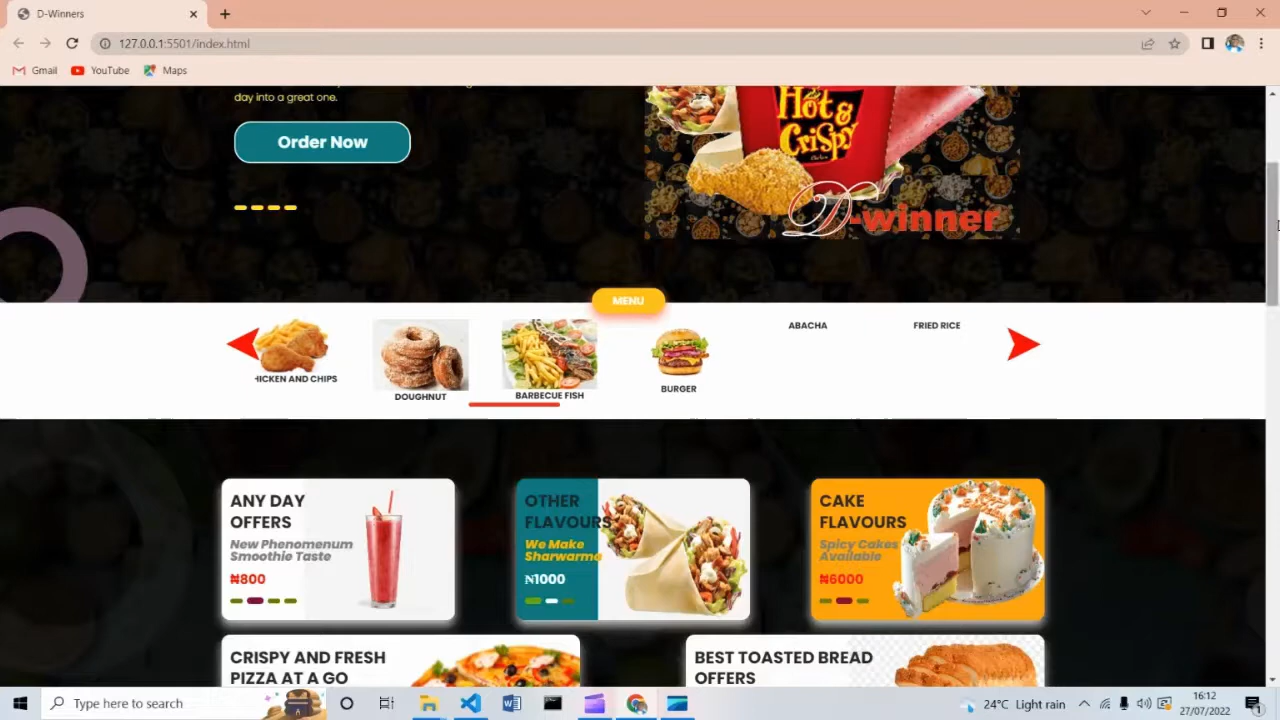 D-Winners
127.0.0.1:5501/index.html
Gmail
YouTube
Maps
day into a great one.
Order Now
Hot &
Crispy
Chicken
D-winner
MENU
HICKEN AND CHIPS
DOUGHNUT
BARBECUE FISH
BURGER
ABACHA
FRIED RICE
ANY DAY
OFFERS
New Phenomenum
Smoothie Taste
₦800
OTHER
FLAVOURS
We Make
Sharwarma
₦1000
CAKE
FLAVOURS
Spicy Cakes
Available
₦6000
CRISPY AND FRESH
PIZZA AT A GO
BEST TOASTED BREAD
OFFERS
Type here to search
24°C Light rain
16:12
27/07/2022
1